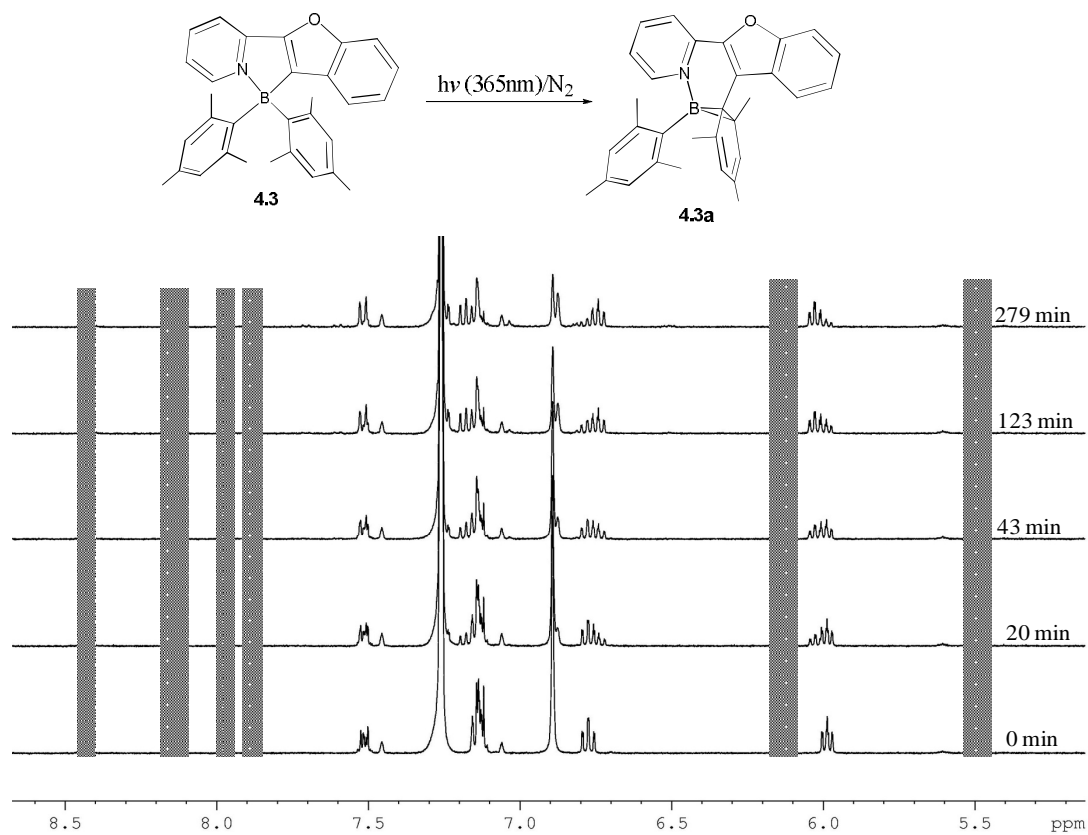 O
N
B
4.3
hν (365nm)/N2
O
N
B
4.3a
279 min
123 min
43 min
20 min
0 min
8.5 8.0 7.5 7.0 6.5 6.0 5.5 ppm